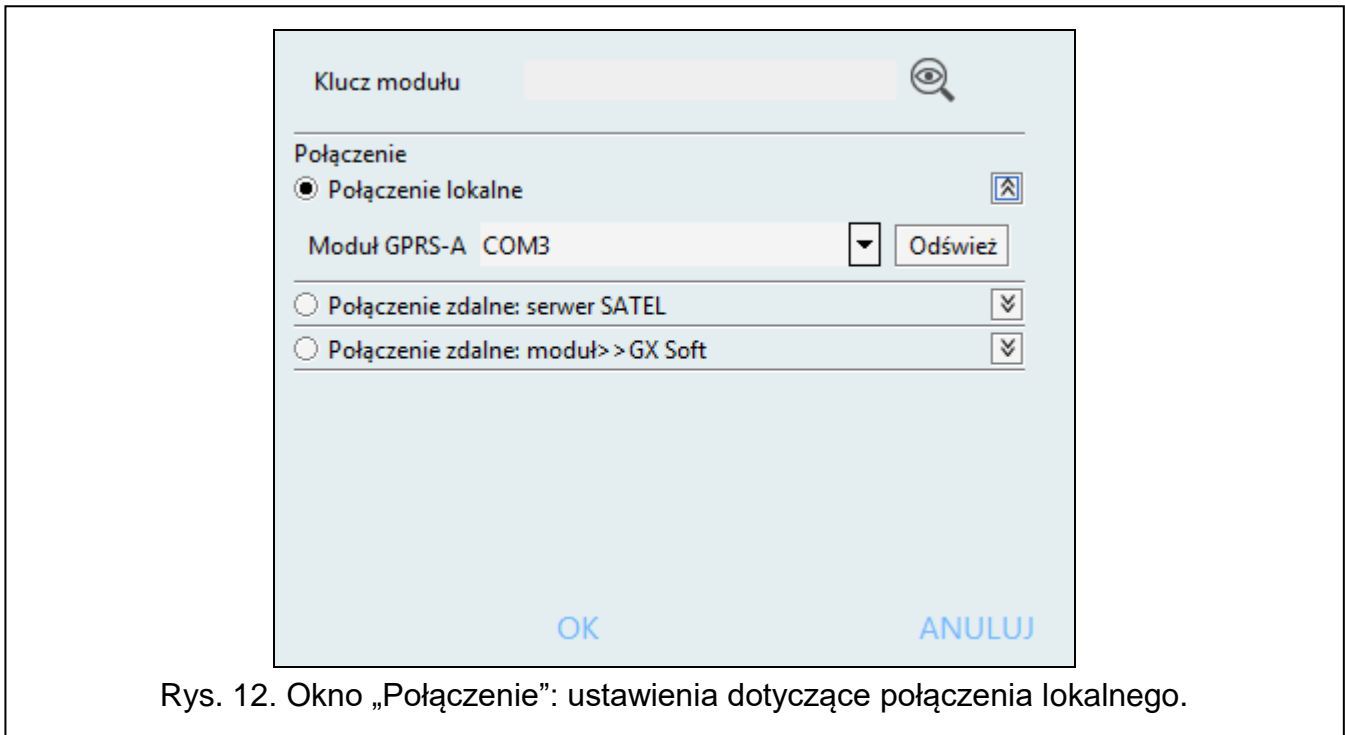 Klucz modułu
Połączenie
Połączenie lokalne
Moduł GPRS-A COM3 Odśwież
Połączenie zdalne: serwer SATEL
Połączenie zdalne: moduł>>GX Soft
OK ANULUJ
Rys. 12. Okno „Połączenie”: ustawienia dotyczące połączenia lokalnego.